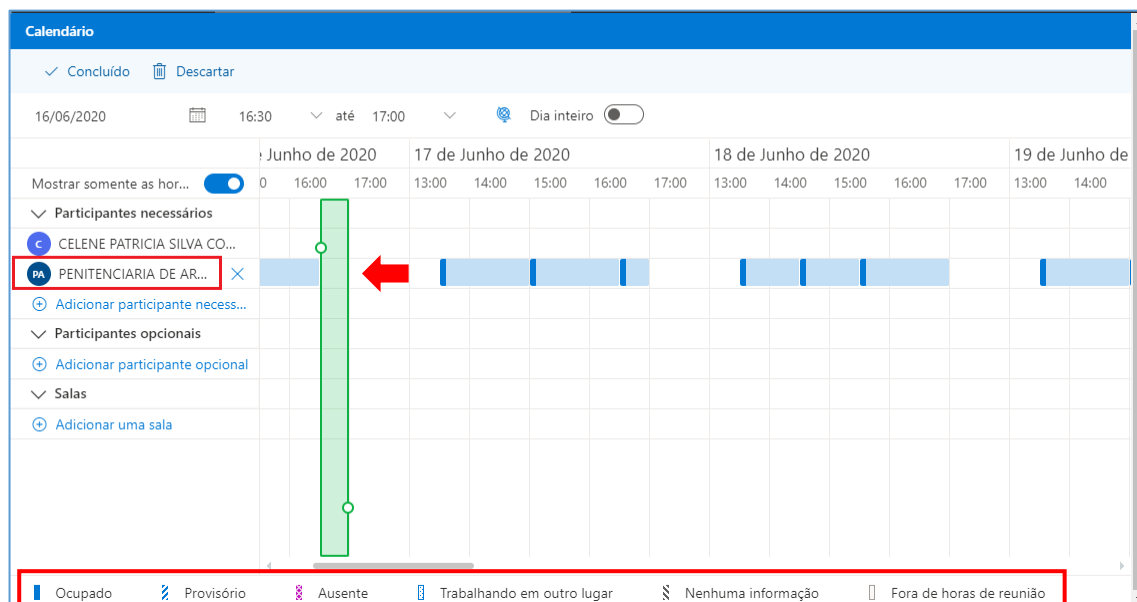 Calendário
Concluído Descartar
16/06/2020 16:30 até 17:00 Dia inteiro
Junho de 2020 17 de Junho de 2020 18 de Junho de 2020 19 de Junho de
Mostrar somente as hor... 0 16:00 17:00 13:00 14:00 15:00 16:00 17:00 13:00 14:00 15:00 16:00 17:00 13:00 14:00
Participantes necessários
C CELENE PATRICIA SILVA CO...
PA PENITENCIARIA DE AR...
Adicionar participante necess...
Participantes opcionais
Adicionar participante opcional
Salas
Adicionar uma sala
Ocupado Provisório Ausente Trabalhando em outro lugar Nenhuma informação Fora de horas de reunião